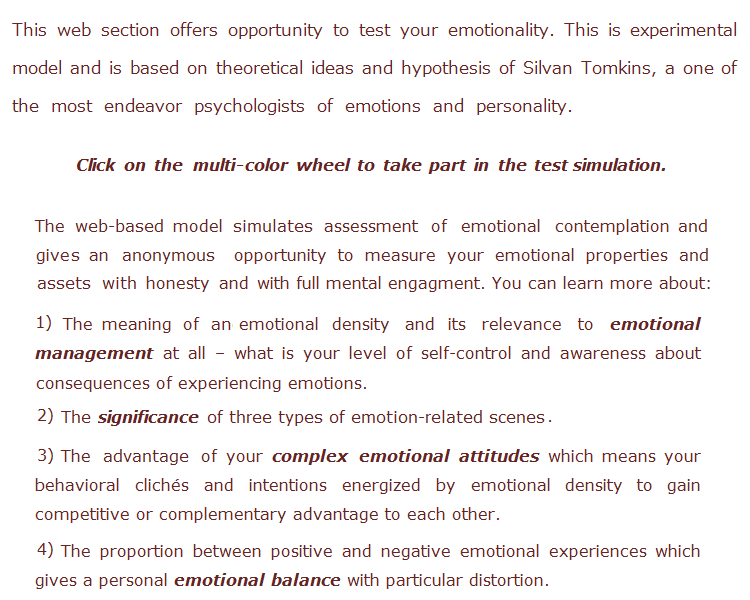 This web section offers opportunity to test your emotionality. This is experimental
model and is based on theoretical ideas and hypothesis of Silvan Tomkins, a one of
the most endeavor psychologists of emotions and personality.
Click on the multi-color wheel to take part in the test simulation.
The web-based model simulates assessment of emotional contemplation and
gives an anonymous opportunity to measure your emotional properties and
assets with honesty and with full mental engagment. You can learn more about:
1) The meaning of an emotional density and its relevance to emotional
management at all – what is your level of self-control and awareness about
consequences of experiencing emotions.
2) The significance of three types of emotion-related scenes.
3) The advantage of your complex emotional attitudes which means your
behavioral clichés and intentions energized by emotional density to gain
competitive or complementary advantage to each other.
4) The proportion between positive and negative emotional experiences which
gives a personal emotional balance with particular distortion.